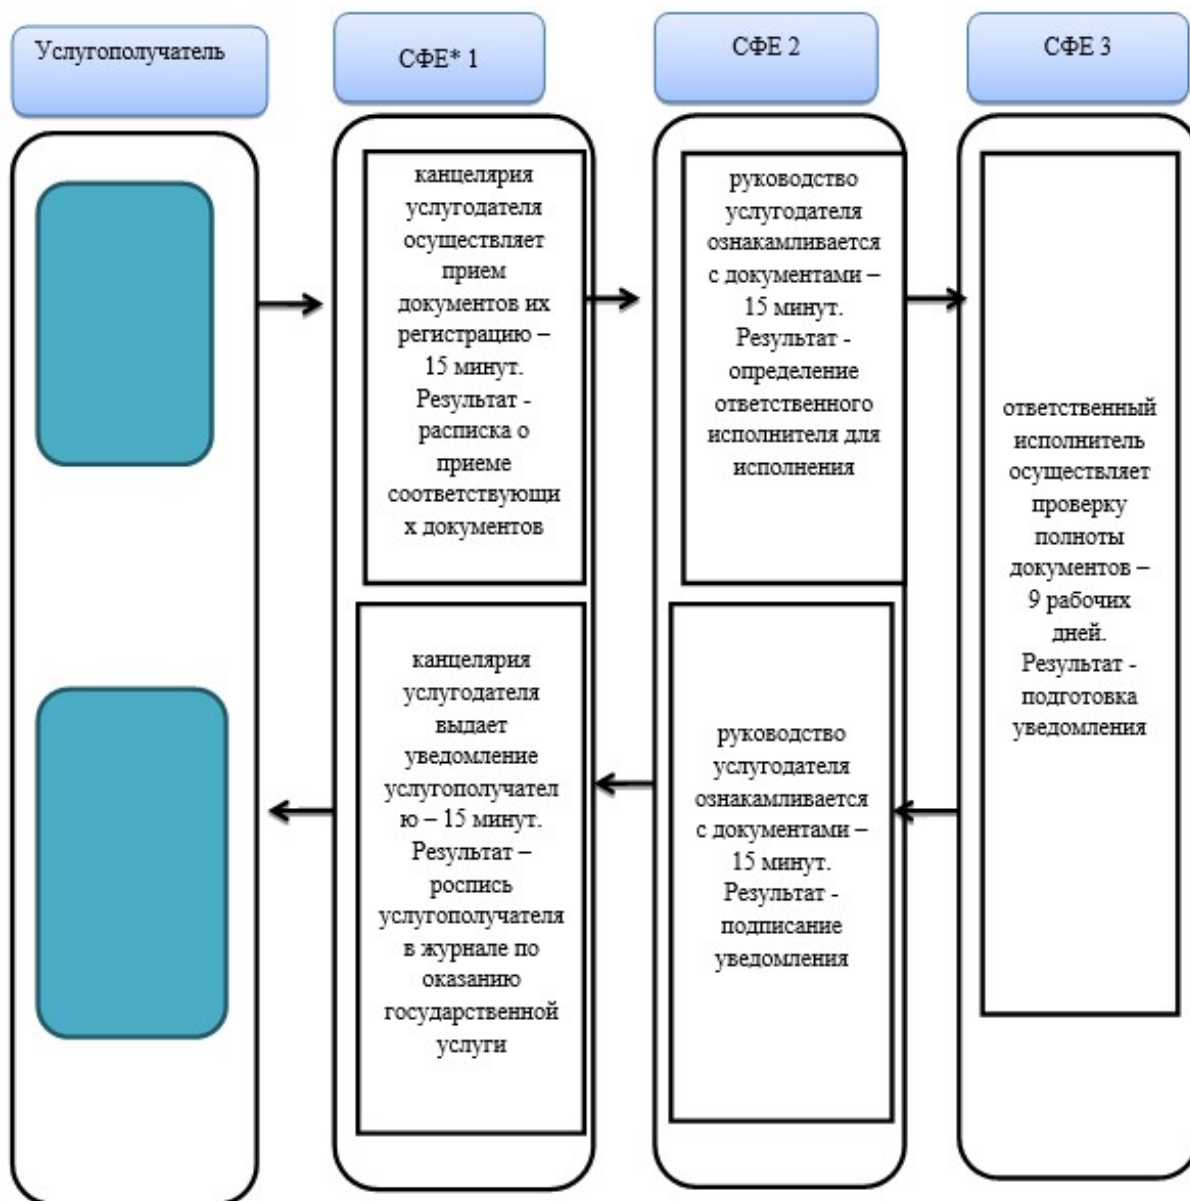 Услугополучатель
СФЕ* 1
СФЕ 2
СФЕ 3
канцелярия
услугодателя
осуществляет
прием
документов их
регистрацию –
15 минут.
Результат -
расписка о
приеме
соответствующи
х документов
руководство
услугодателя
ознакамливается
с документами –
15 минут.
Результат -
определение
ответственного
исполнителя для
исполнения
ответственный
исполнитель
осуществляет
проверку
полноты
документов –
9 рабочих
дней.
Результат -
подготовка
уведомления
руководство
услугодателя
ознакамливается
с документами –
15 минут.
Результат -
подписание
уведомления
канцелярия
услугодателя
выдает
уведомление
услугополучател
ю – 15 минут.
Результат –
роспись
услугополучателя
в журнале по
оказанию
государственной
услуги